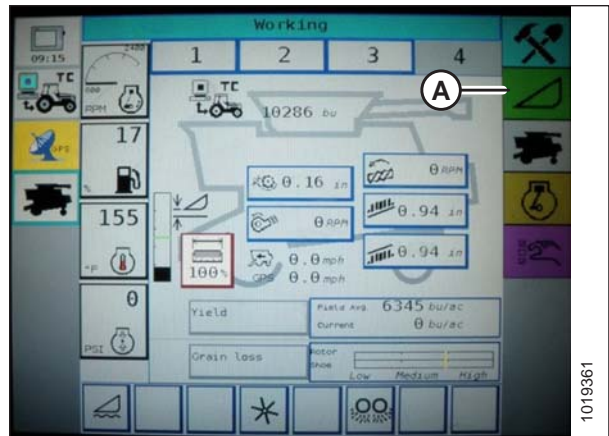 Working
09:15
2400
600
RPM
1
2
3
4
A
TC
TC
10286 bu
GPS
17
%
0.16 in
0 RPM
0 RPM
0.94 in
155
°F
100%
0.0 mph
GPS 0.0 mph
0.94 in
0
PSI
Yield
Field Avg. 6345 bu/ac
Current 0 bu/ac
Grain loss
Rotor
Shoe
Low Medium High
1019361